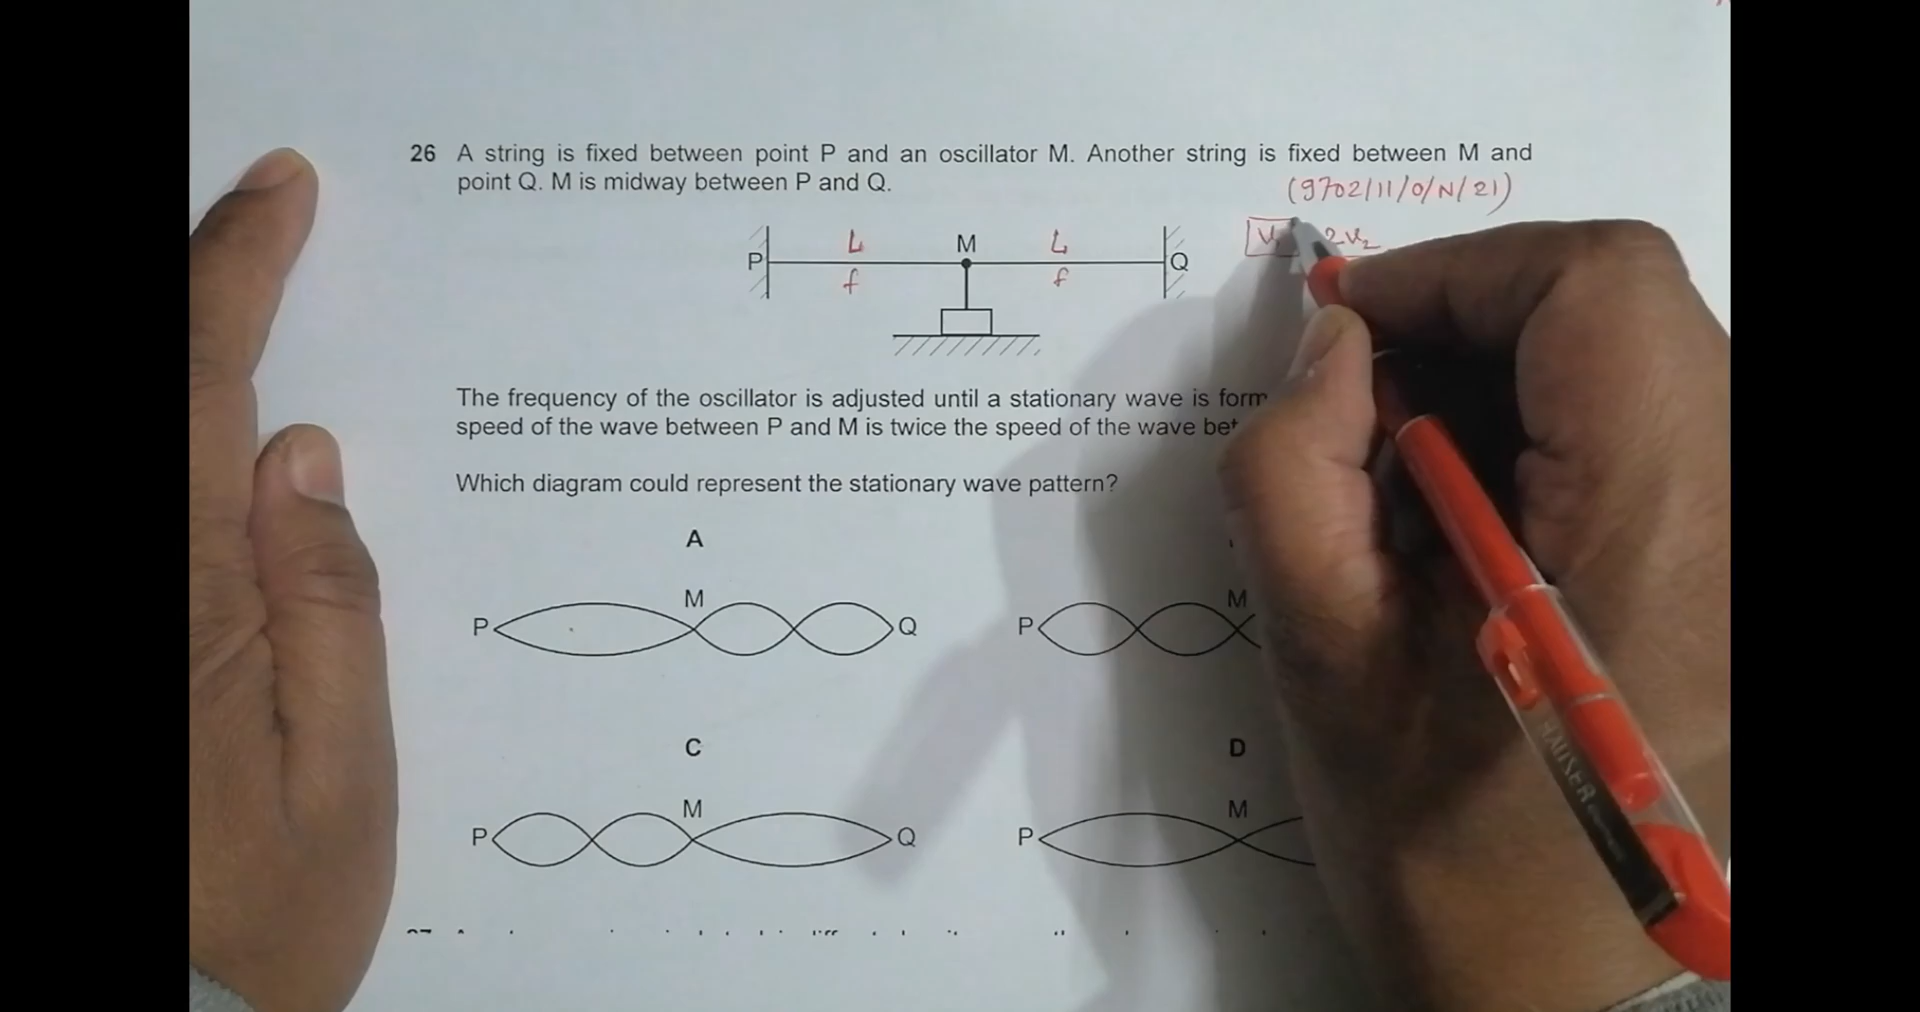 26 A string is fixed between point P and an oscillator M. Another string is fixed between M and
point Q. M is midway between P and Q.
(9702/11/O/N/21)
L M L
2v₂
P Q
f f
The frequency of the oscillator is adjusted until a stationary wave is form
speed of the wave between P and M is twice the speed of the wave
Which diagram could represent the stationary wave pattern?
A
M M
P Q P
C D
M M
P Q P
HAUSER